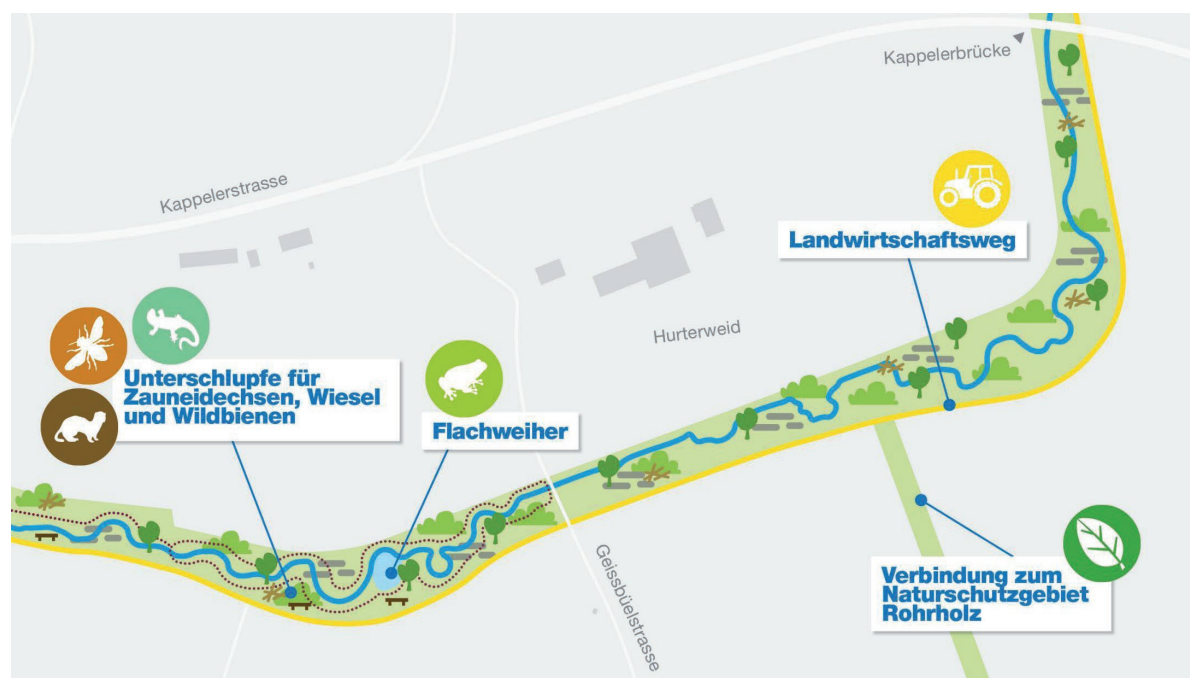 Kappelerbrücke
Kappelerstrasse
Landwirtschaftsweg
Hurterweid
Unterschlupfe für
Zauneidechsen, Wiesel
und Wildbienen
Flachweiher
Geissbüelstrasse
Verbindung zum
Naturschutzgebiet
Rohrholz